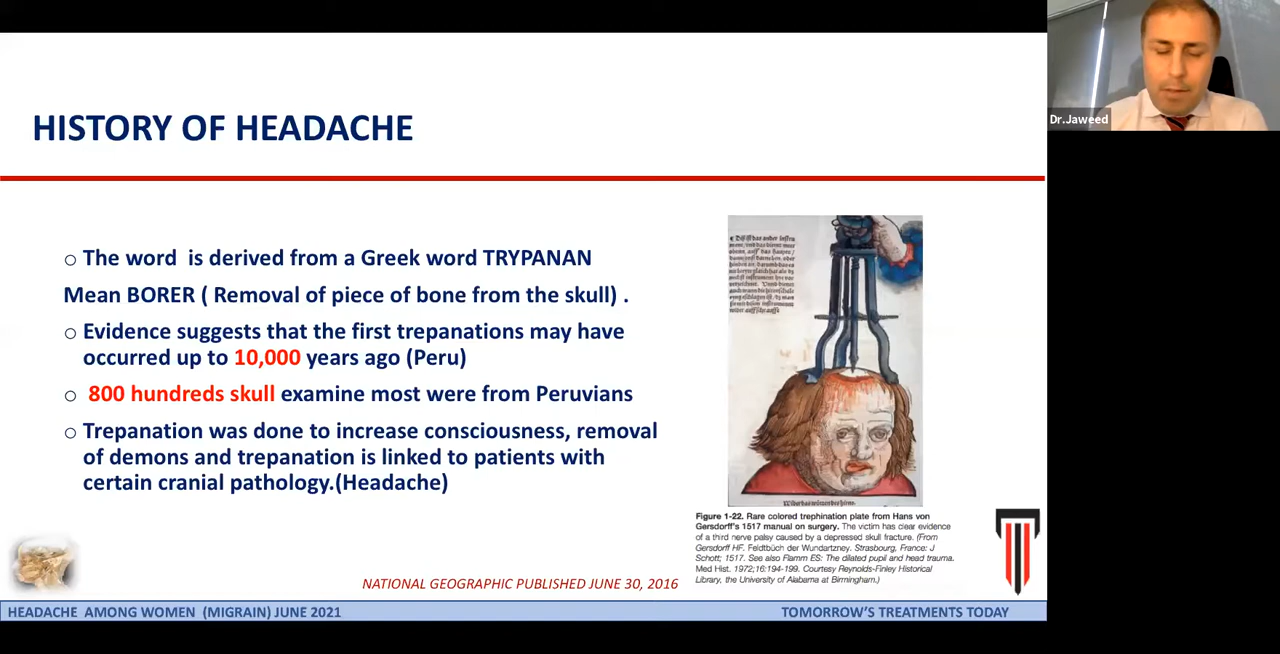 HISTORY OF HEADACHE
Dr.Jaweed
○ The word is derived from a Greek word TRYPANAN
Mean BORER ( Removal of piece of bone from the skull) .
○ Evidence suggests that the first trepanations may have
occurred up to 10,000 years ago (Peru)
○ 800 hundreds skull examine most were from Peruvians
○ Trepanation was done to increase consciousness, removal
of demons and trepanation is linked to patients with
certain cranial pathology.(Headache)
Figure 1-22. Rare colored trephination plate from Hans von
Gersdorff's 1517 manual on surgery. The victim has clear evidence
of a third nerve palsy caused by a depressed skull fracture. (From
Gersdorff HF. Feldtbüch der Wundartzney. Strasbourg, France: J
Schott; 1517. See also Flamm ES: The dilated pupil and head trauma.
Med Hist. 1972;16:194-199. Courtesy Reynolds-Finley Historical
Library, the University of Alabama at Birmingham.)
NATIONAL GEOGRAPHIC PUBLISHED JUNE 30, 2016
HEADACHE AMONG WOMEN (MIGRAIN) JUNE 2021
TOMORROW'S TREATMENTS TODAY